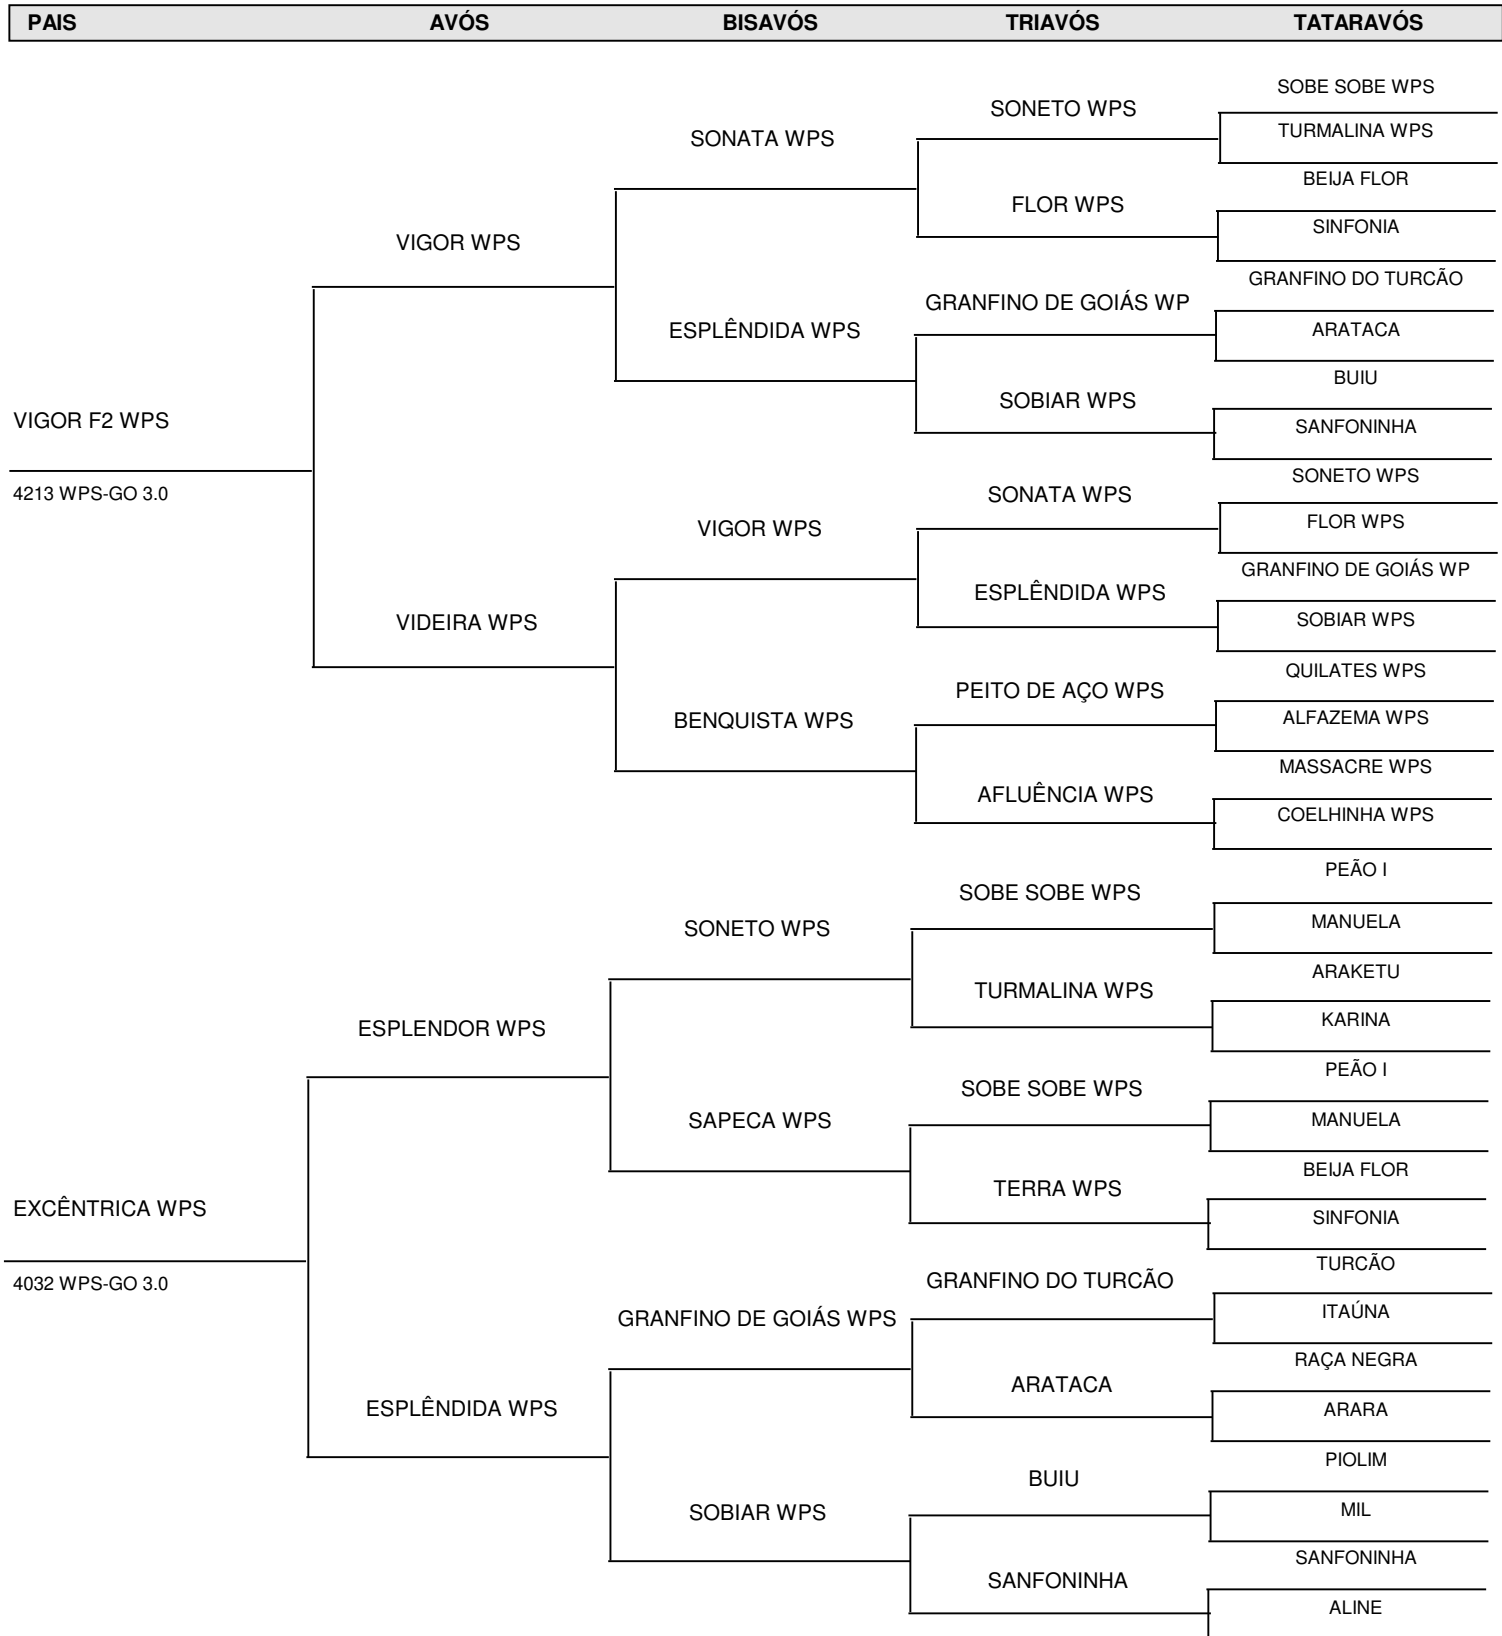 PAIS AVÓS BISAVÓS TRIAVÓS TATARAVÓS
SOBE SOBE WPS
SONETO WPS
TURMALINA WPS
SONATA WPS
BEIJA FLOR
FLOR WPS
SINFONIA
VIGOR WPS
GRANFINO DO TURCÃO
GRANFINO DE GOIÁS WP
ARATACA
ESPLÊNDIDA WPS
BUIU
SOBIAR WPS
SANFONINHA
VIGOR F2 WPS
4213 WPS-GO 3.0
SONETO WPS
SONATA WPS
FLOR WPS
VIGOR WPS
GRANFINO DE GOIÁS WP
ESPLÊNDIDA WPS
SOBIAR WPS
VIDEIRA WPS
QUILATES WPS
PEITO DE AÇO WPS
ALFAZEMA WPS
BENQUISTA WPS
MASSACRE WPS
AFLUÊNCIA WPS
COELHINHA WPS
PEÃO I
SOBE SOBE WPS
MANUELA
SONETO WPS
ARAKETU
TURMALINA WPS
KARINA
ESPLENDOR WPS
PEÃO I
SOBE SOBE WPS
MANUELA
SAPECA WPS
BEIJA FLOR
TERRA WPS
SINFONIA
EXCÊNTRICA WPS
4032 WPS-GO 3.0
TURCÃO
GRANFINO DO TURCÃO
ITAÚNA
GRANFINO DE GOIÁS WPS
RAÇA NEGRA
ARATACA
ARARA
ESPLÊNDIDA WPS
PIOLIM
BUIU
MIL
SOBIAR WPS
SANFONINHA
SANFONINHA
ALINE